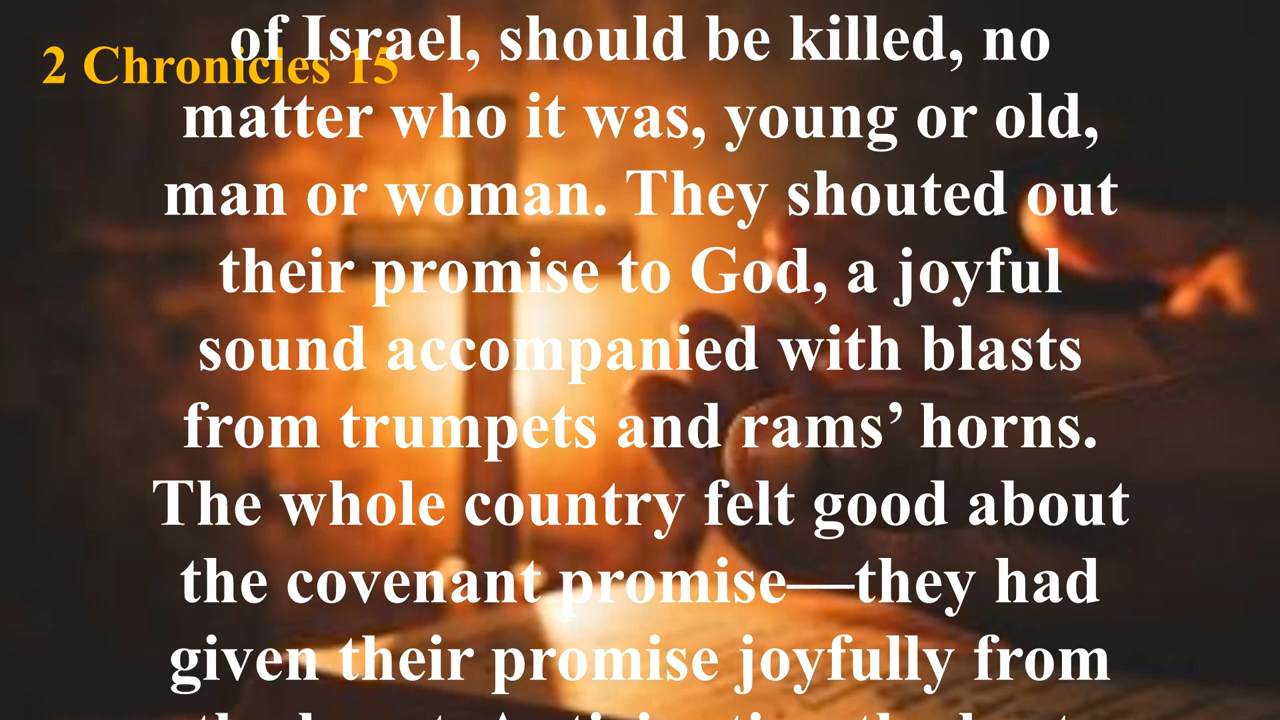 of Israel, should be killed, no
2 Chronicles 15
matter who it was, young or old,
man or woman. They shouted out
their promise to God, a joyful
sound accompanied with blasts
from trumpets and rams’ horns.
The whole country felt good about
the covenant promise—they had
given their promise joyfully from